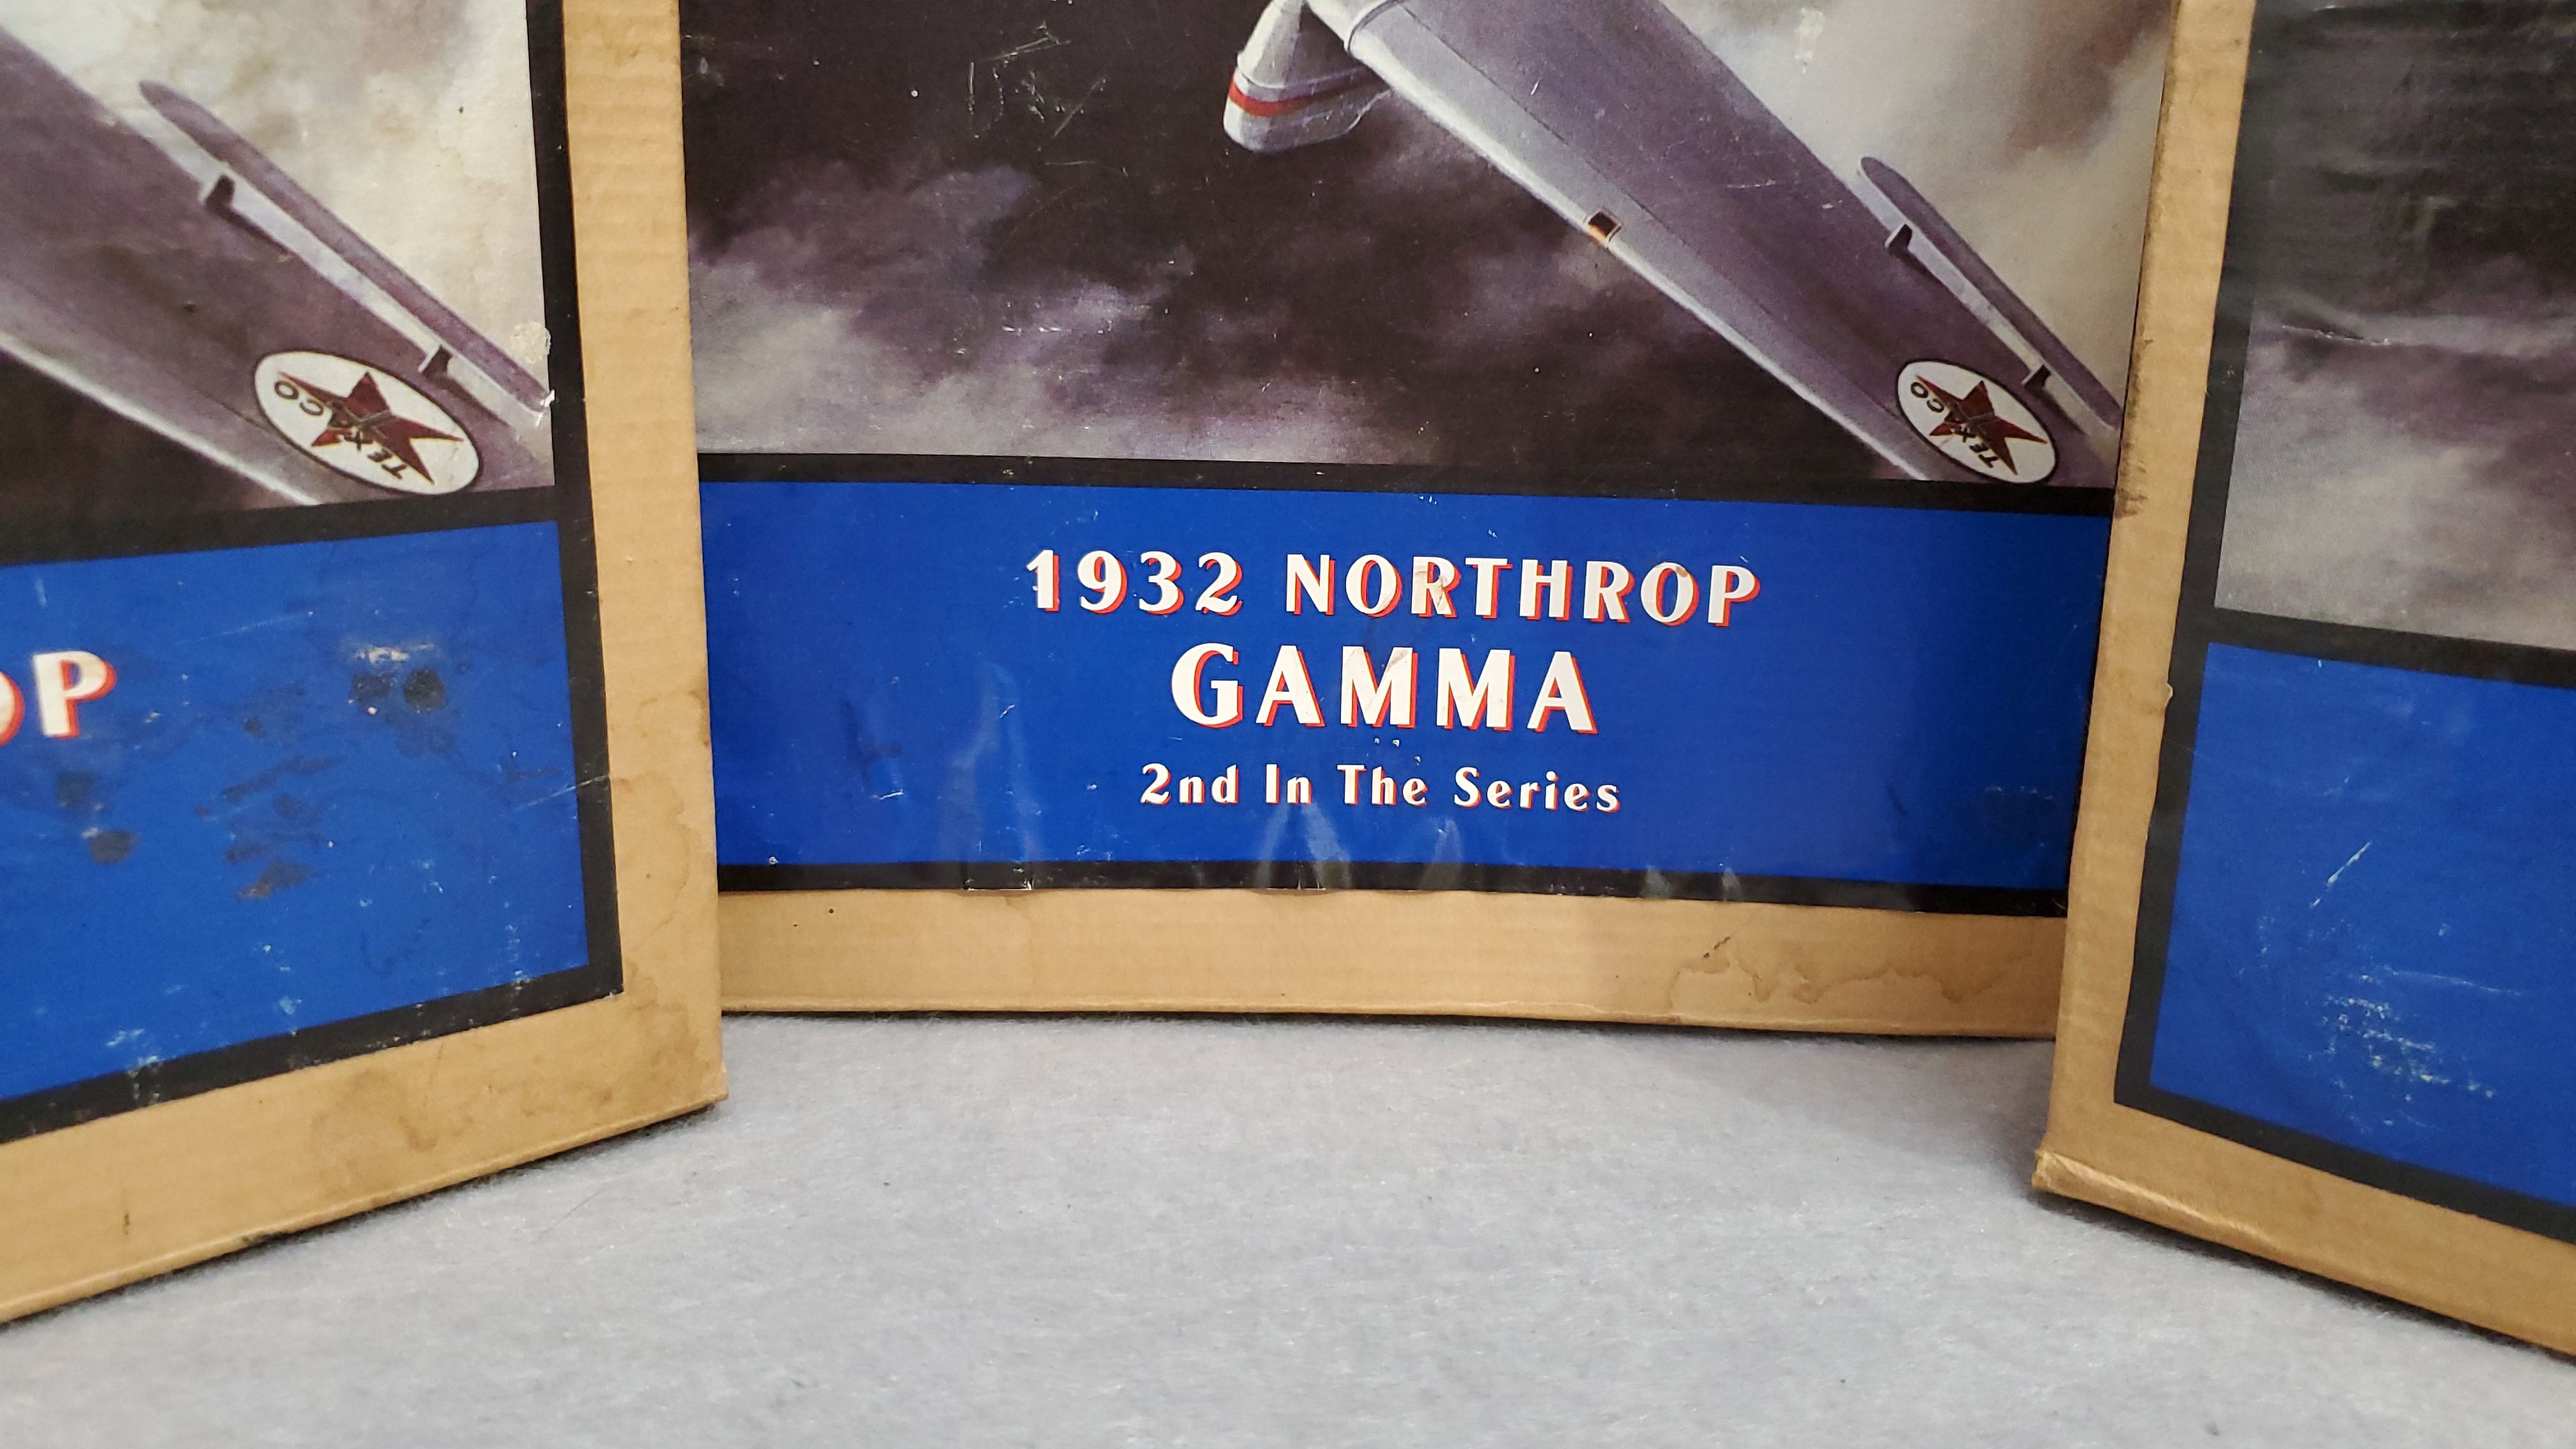 TEXACO
TEXACO
OP
1932 NORTHROP
GAMMA
2nd In The Series